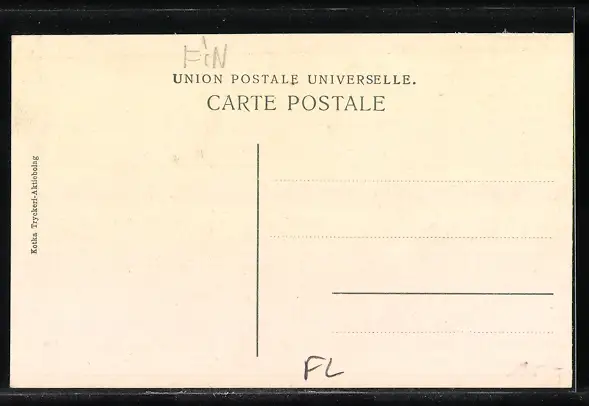 FiN
UNION POSTALE UNIVERSELLE.
CARTE POSTALE
Kotka Tryckeri-Aktiebolag
FL